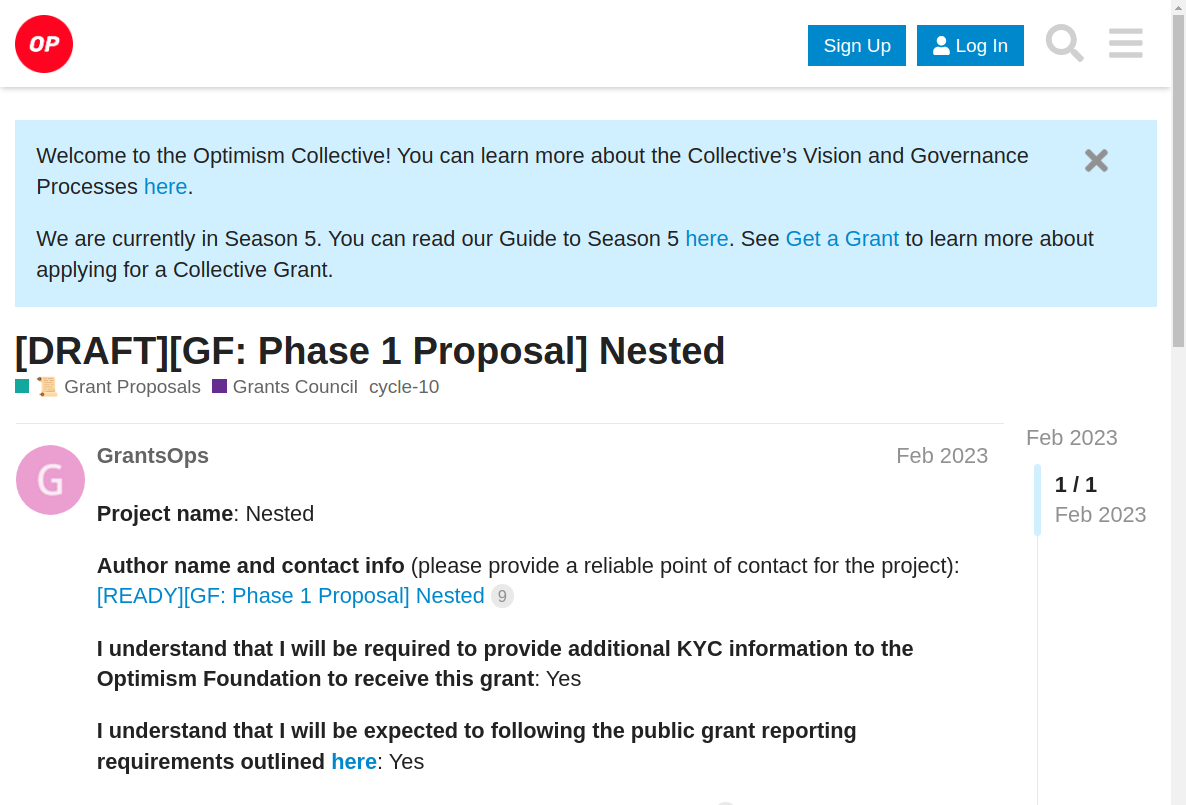 OP
Sign Up
Log In
Welcome to the Optimism Collective! You can learn more about the Collective’s Vision and Governance
Processes here.
We are currently in Season 5. You can read our Guide to Season 5 here. See Get a Grant to learn more about
applying for a Collective Grant.
[DRAFT][GF: Phase 1 Proposal] Nested
Grant Proposals Grants Council cycle-10
G
GrantsOps
Feb 2023
Project name: Nested
Author name and contact info (please provide a reliable point of contact for the project):
[READY][GF: Phase 1 Proposal] Nested 9
I understand that I will be required to provide additional KYC information to the
Optimism Foundation to receive this grant: Yes
I understand that I will be expected to following the public grant reporting
requirements outlined here: Yes
Feb 2023
1 / 1
Feb 2023